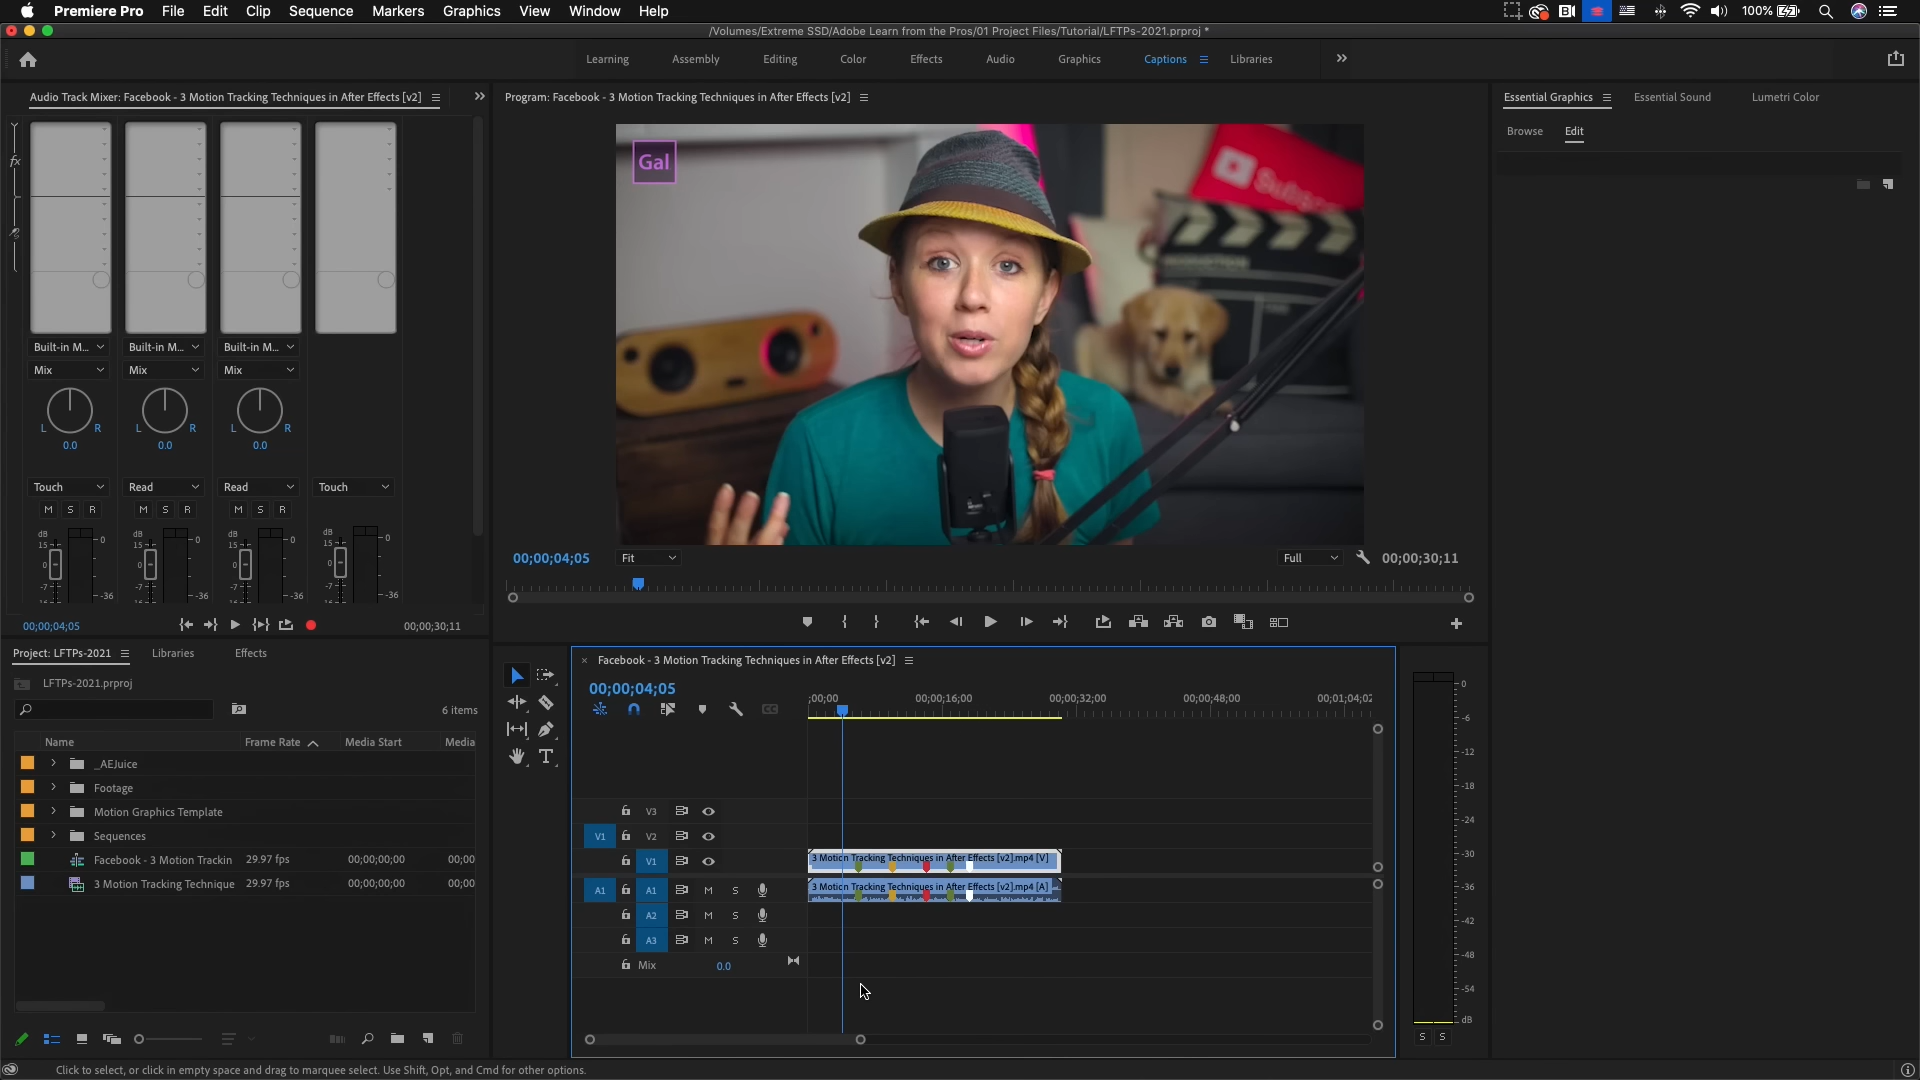 Premiere Pro File Edit Clip Sequence Markers Graphics View Window Help 100%
/Volumes/Extreme SSD/Adobe Learn from the Pros/01 Project Files/Tutorial/LFTPs-2021.prproj *
Learning Assembly Editing Color Effects Audio Graphics Captions Libraries
Audio Track Mixer: Facebook - 3 Motion Tracking Techniques in After Effects [v2]
fx
Built-in M... Built-in M... Built-in M...
Mix Mix Mix
L R L R L R
0.0 0.0 0.0
Touch Read Read Touch
M S R M S R M S R
dB dB dB dB
15 15 15 15
0 0 0 0 0 0 0 0
-7 -7 -7 -7
-36 -36 -36 -36
00;00;04;05 00;00;30;11
Program: Facebook - 3 Motion Tracking Techniques in After Effects [v2]
Gal
Subscr
PRODUCTION
00;00;04;05 Fit Full 00;00;30;11
Essential Graphics Essential Sound Lumetri Color
Browse Edit
Project: LFTPs-2021 Libraries Effects
LFTPs-2021.prproj
6 items
Name Frame Rate Media Start Media
_AEJuice
Footage
Motion Graphics Template
Sequences
Facebook - 3 Motion Trackin 29.97 fps 00;00;00;00 00;00
3 Motion Tracking Technique 29.97 fps 00;00;00;00 00;00
Facebook - 3 Motion Tracking Techniques in After Effects [v2]
00;00;04;05
;00;00 00;00;16;00 00;00;32;00 00;00;48;00 00;01;04;02
V3
V1 V2
V1 3 Motion Tracking Techniques in After Effects [v2].mp4 [V]
A1 A1 M S 3 Motion Tracking Techniques in After Effects [v2].mp4 [A]
A2 M S
A3 M S
Mix 0.0
0
-6
-12
-18
-24
-30
-36
-42
-48
-54
dB
S S
Click to select, or click in empty space and drag to marquee select. Use Shift, Opt, and Cmd for other options.